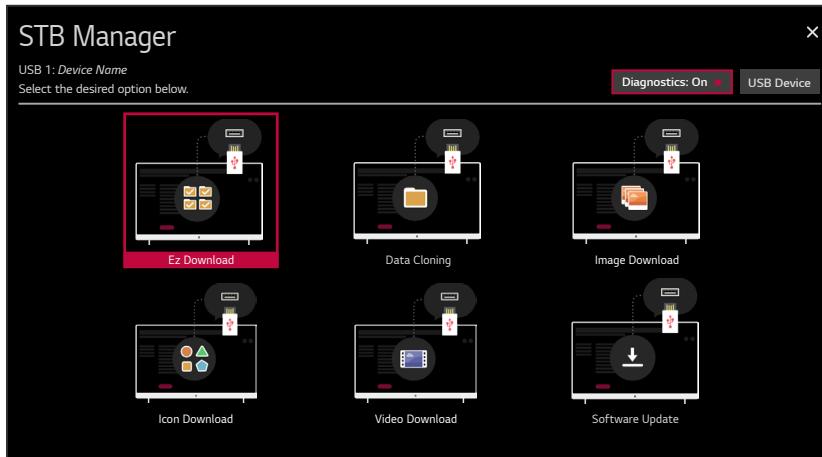 STB Manager
USB 1: Device Name
Select the desired option below.
Diagnostics: On
USB Device
Ez Download
Data Cloning
Image Download
Icon Download
Video Download
Software Update